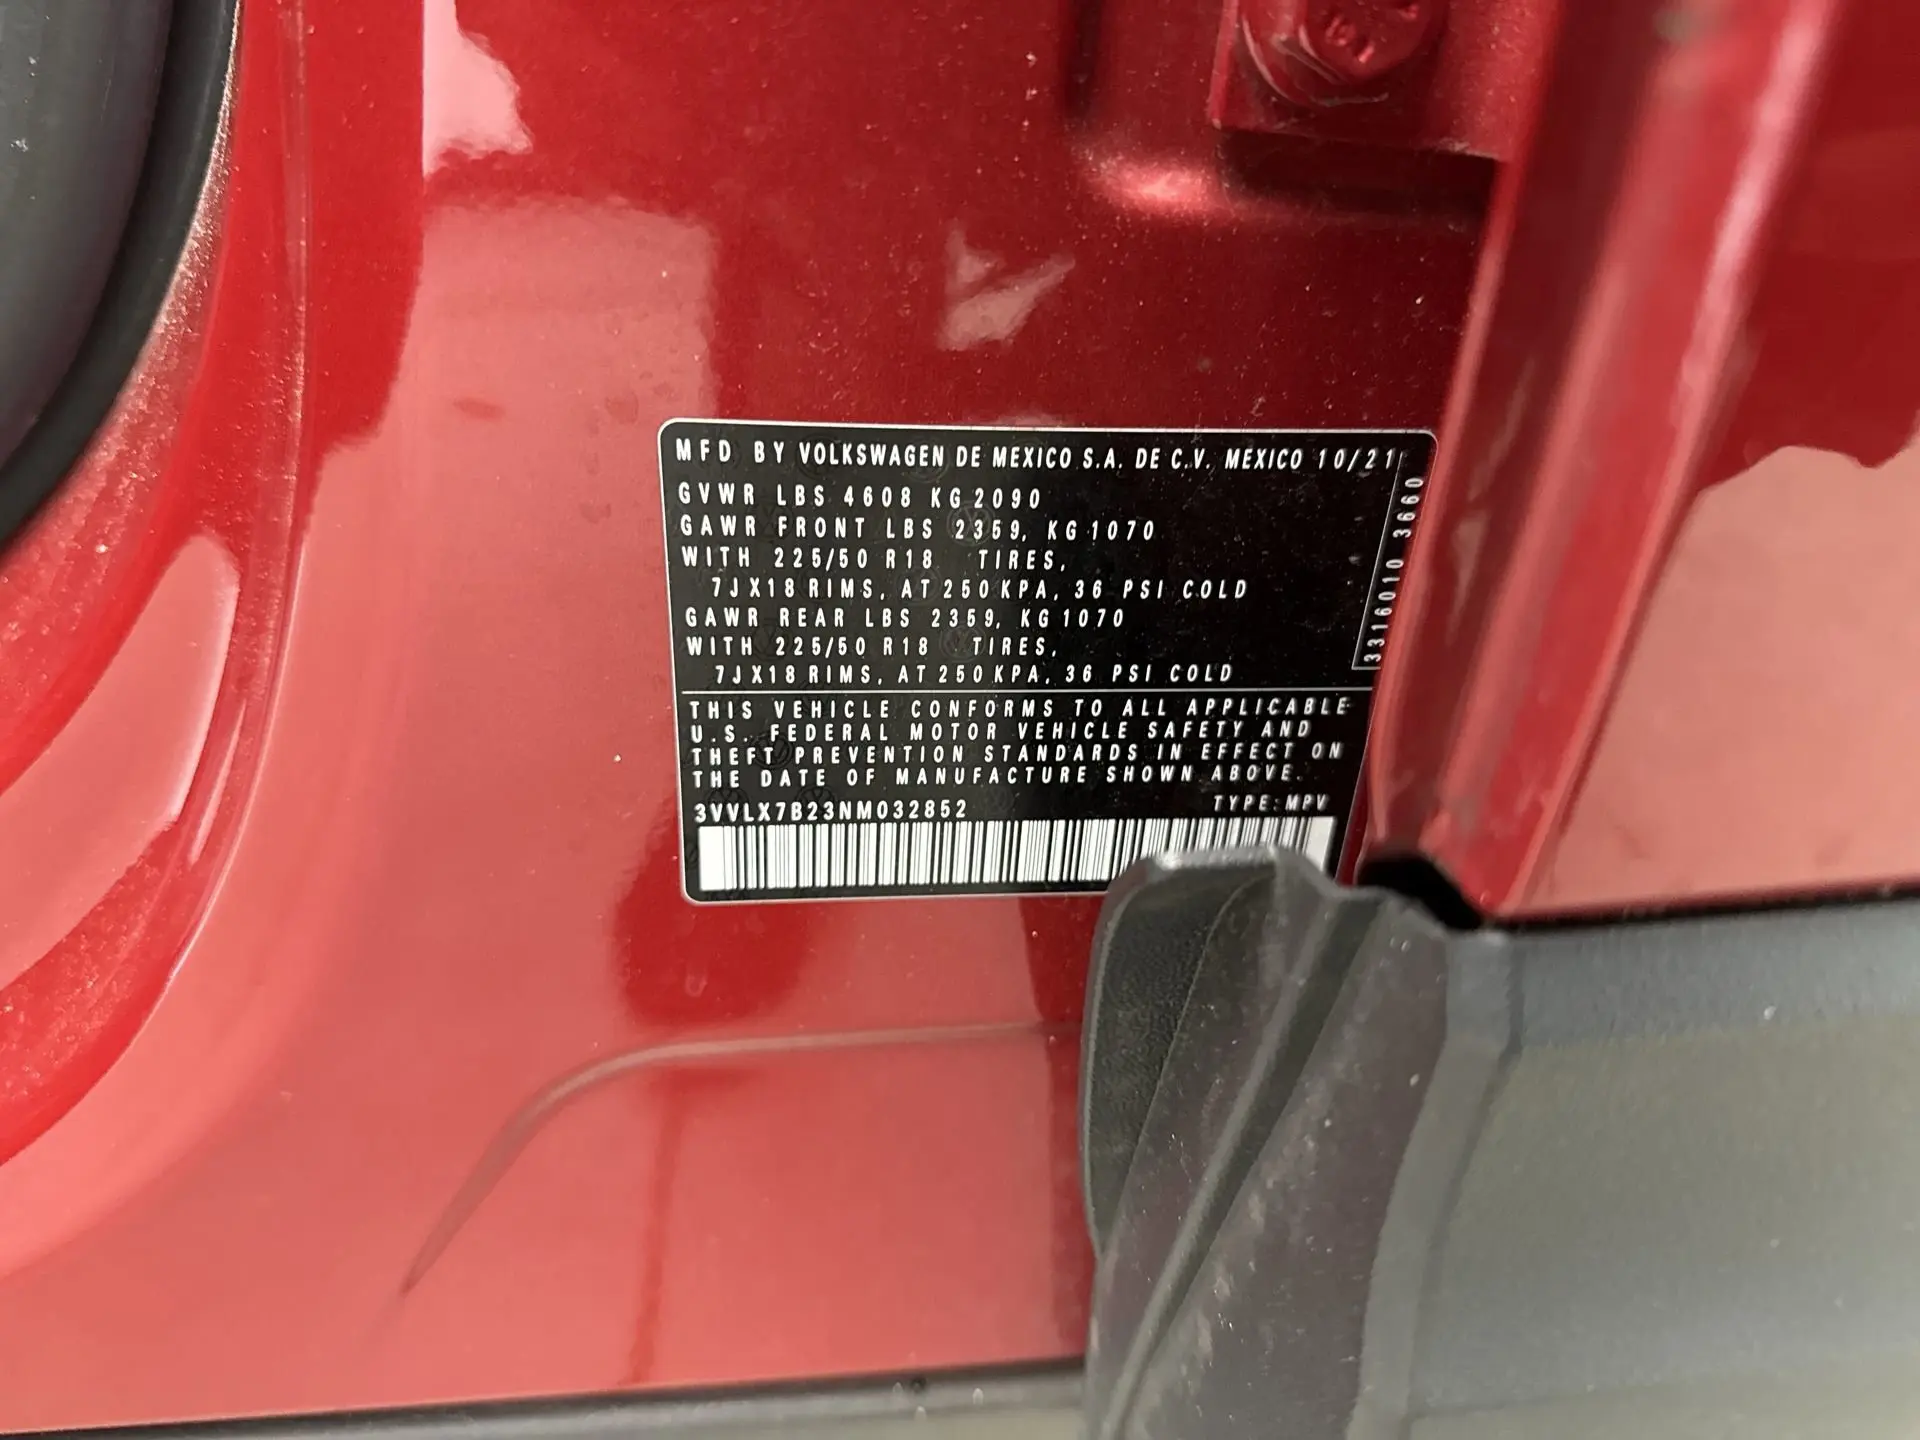 MFD BY VOLKSWAGEN DE MEXICO S.A. DE C.V. MEXICO 10/21
GVWR LBS 4608 KG 2090
GAWR FRONT LBS 2359, KG 1070
WITH 225/50 R18 TIRES,
7JX18 RIMS, AT 250 KPA, 36 PSI COLD
GAWR REAR LBS 2359, KG 1070
WITH 225/50 R18 TIRES,
7JX18 RIMS, AT 250 KPA, 36 PSI COLD
3316010 3660
THIS VEHICLE CONFORMS TO ALL APPLICABLE
U.S. FEDERAL MOTOR VEHICLE SAFETY AND
THEFT PREVENTION STANDARDS IN EFFECT ON
THE DATE OF MANUFACTURE SHOWN ABOVE.
3VVLX7B23NM032852 TYPE: MPV